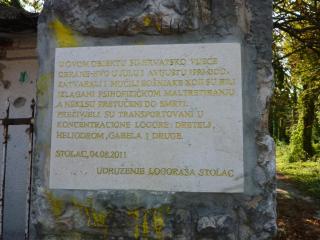 U OVOM OBJEKTU SU HRVATSKO VIJEĆE
OBRANE-HVO U JULU I AVGUSTU 1993.GOD.
ZATVARALI I MUČILI BOŠNJAKE KOJI SU BILI
IZLAGANI PSIHOFIZIČKOM MALTRETIRANJU
A NEKI SU PRETUČENI DO SMRTI.
PREŽIVJELI SU TRANSPORTOVANI U
KONCENTRACIONE LOGORE: DRETELJ,
HELIODROM, GABELA I DRUGE.
STOLAC, 04.08.2011
UDRUŽENJE LOGORAŠA STOLAC